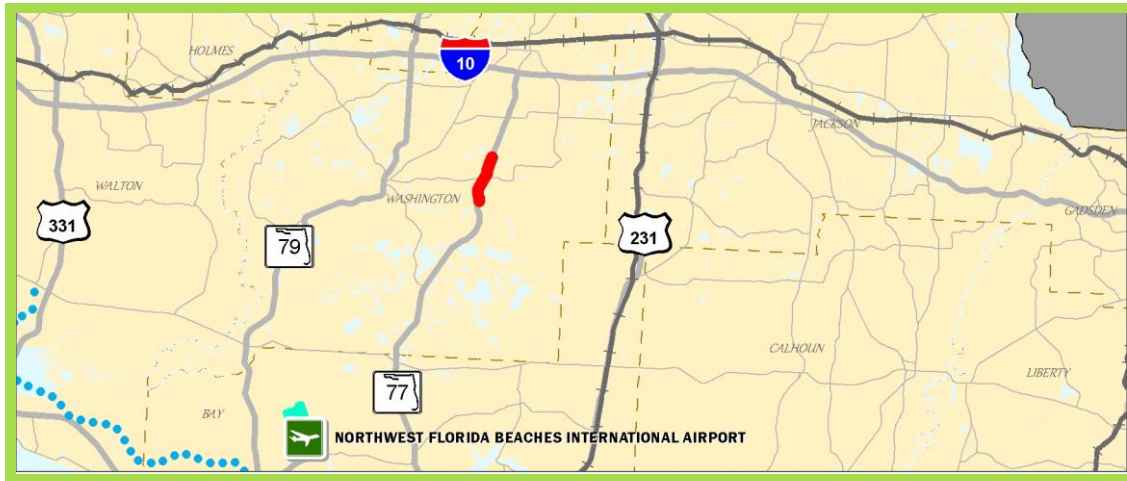 HOLMES
10
JACKSON
WALTON
WASHINGTON
GADSDEN
331
79
231
CALHOUN
LIBERTY
77
BAY
NORTHWEST FLORIDA BEACHES INTERNATIONAL AIRPORT